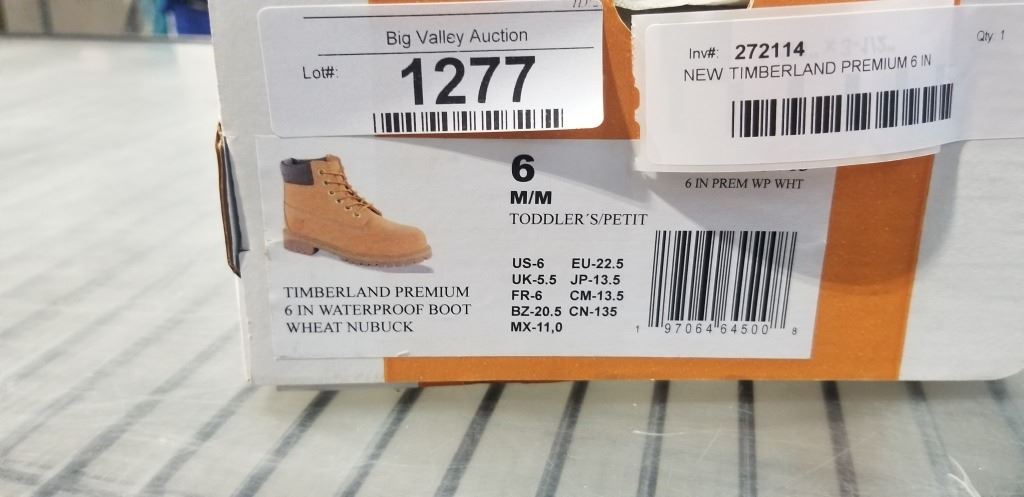 Big Valley Auction
Lot#: 1277
Inv#: 272114
Qty: 1
NEW TIMBERLAND PREMIUM 6 IN
6 IN PREM WP WHT
6
M/M
TODDLER'S/PETIT
US-6 EU-22.5
UK-5.5 JP-13.5
FR-6 CM-13.5
BZ-20.5 CN-135
MX-11,0
TIMBERLAND PREMIUM
6 IN WATERPROOF BOOT
WHEAT NUBUCK
1 97064 64500 8